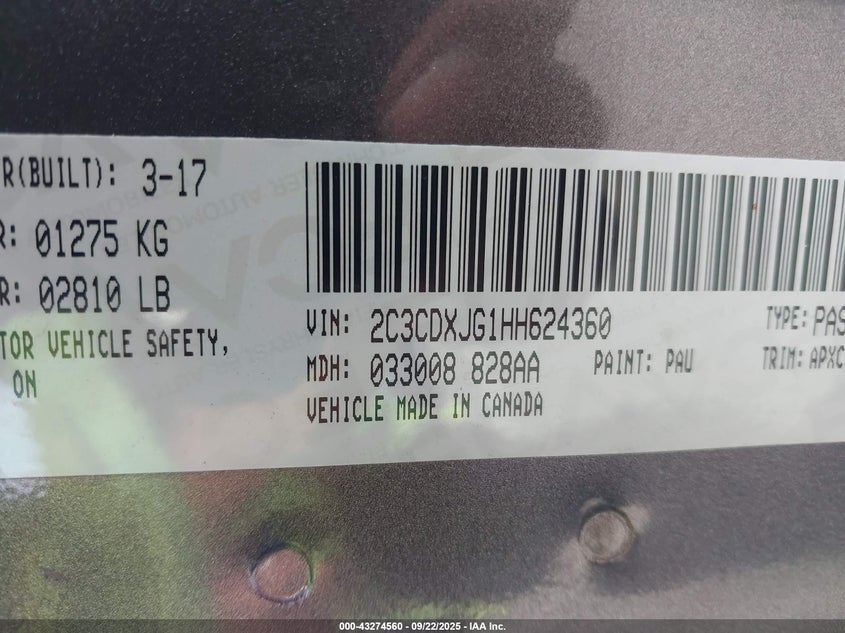 R(BUILT): 3-17
R: 01275 KG
R: 02810 LB
TOR VEHICLE SAFETY,
ON
VIN: 2C3CDXJG1HH624360 TYPE: PAS
MDH: 033008 828AA PAINT: PAU TRIM: APXC
VEHICLE MADE IN CANADA
000-43274560 - 09/22/2025 - IAA Inc.